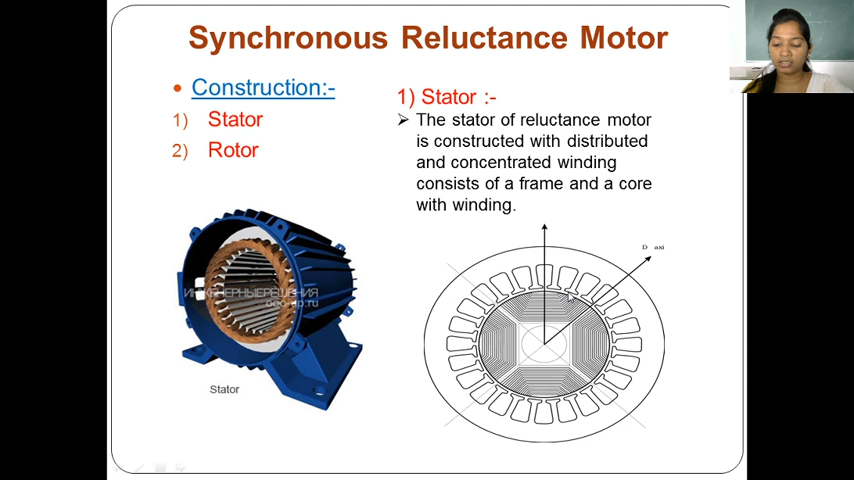 Synchronous Reluctance Motor
• Construction:-
1) Stator
2) Rotor
1) Stator :-
➢ The stator of reluctance motor
is constructed with distributed
and concentrated winding
consists of a frame and a core
with winding.
D axi
ИНЖЕНЕРНЫЕРЕШЕНИЯ
Stator